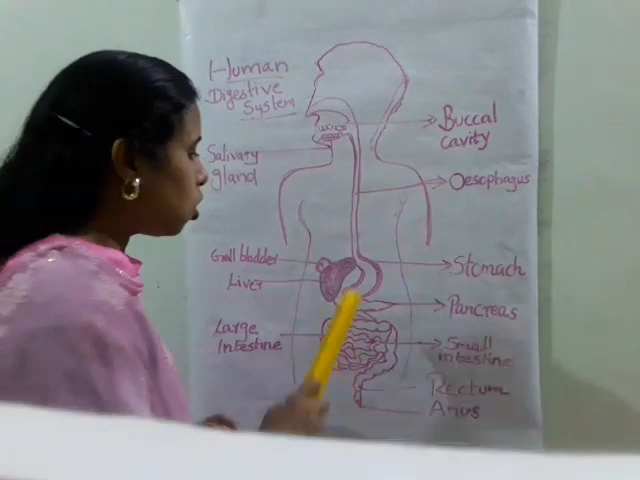 Human
Digestive
System
Buccal
cavity
Salivary
gland
Oesophagus
Gall bladder
Liver
Stomach
Pancreas
Large
Intestine
Small
intestine
Rectum
Anus